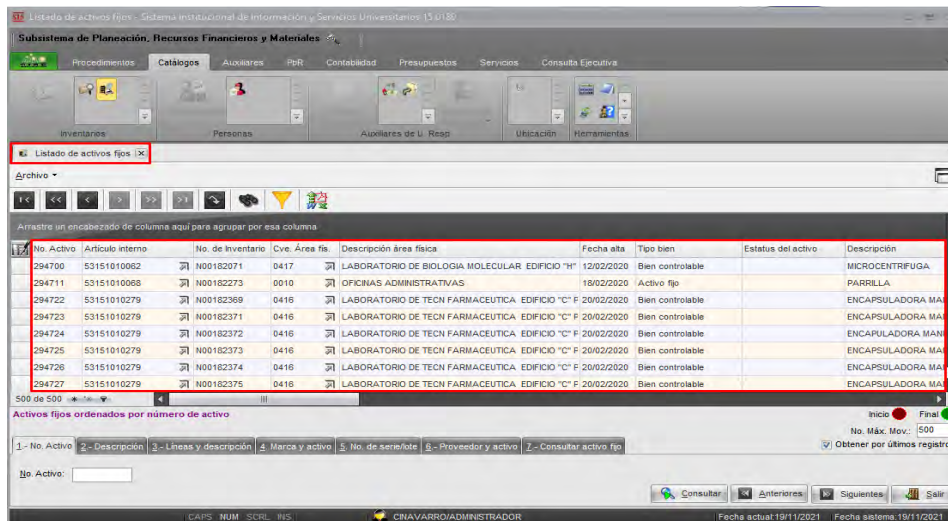 Listado de activos fijos - Sistema Institucional de Información y Servicios Universitarios 15.0180
Subsistema de Planeación, Recursos Financieros y Materiales
Procedimientos Catálogos Auxiliares PbR Contabilidad Presupuestos Servicios Consulta Ejecutiva
Inventarios Personas Auxiliares de U. Resp Ubicación Herramientas
Listado de activos fijos
Archivo
Arrastre un encabezado de columna aquí para agrupar por esa columna
No. Activo Artículo interno No. de Inventario Cve. Área fís. Descripción área física Fecha alta Tipo bien Estatus del activo Descripción
294700 53151010062 N00182071 0417 LABORATORIO DE BIOLOGIA MOLECULAR EDIFICIO "H" 12/02/2020 Bien controlable MICROCENTRIFUGA
294711 53151010068 N00182273 0010 OFICINAS ADMINISTRATIVAS 18/02/2020 Activo fijo PARRILLA
294722 53151010279 N00182369 0416 LABORATORIO DE TECN FARMACEUTICA EDIFICIO "C" F 20/02/2020 Bien controlable ENCAPSULADORA MAI
294723 53151010279 N00182371 0416 LABORATORIO DE TECN FARMACEUTICA EDIFICIO "C" F 20/02/2020 Bien controlable ENCAPSULADORA MAI
294724 53151010279 N00182372 0416 LABORATORIO DE TECN FARMACEUTICA EDIFICIO "C" F 20/02/2020 Bien controlable ENCAPULADORA MANI
294725 53151010279 N00182373 0416 LABORATORIO DE TECN FARMACEUTICA EDIFICIO "C" F 20/02/2020 Bien controlable ENCAPSULADORA MAI
294726 53151010279 N00182374 0416 LABORATORIO DE TECN FARMACEUTICA EDIFICIO "C" F 20/02/2020 Bien controlable ENCAPSULADORA MAI
294727 53151010279 N00182375 0416 LABORATORIO DE TECN FARMACEUTICA EDIFICIO "C" F 20/02/2020 Bien controlable ENCAPSULADORA MAI
500 de 500
Activos fijos ordenados por número de activo Inicio Final
No. Máx. Mov.: 500
1.- No. Activo 2.- Descripción 3.- Líneas y descripción 4. Marca y activo 5. No. de serie/lote 6.- Proveedor y activo 7.- Consultar activo fijo Obtener por últimos registro
No. Activo:
Consultar Anteriores Siguientes Salir
CAPS NUM SCRL INS CINAVARRO/ADMINISTRADOR Fecha actual:19/11/2021 Fecha sistema:19/11/2021